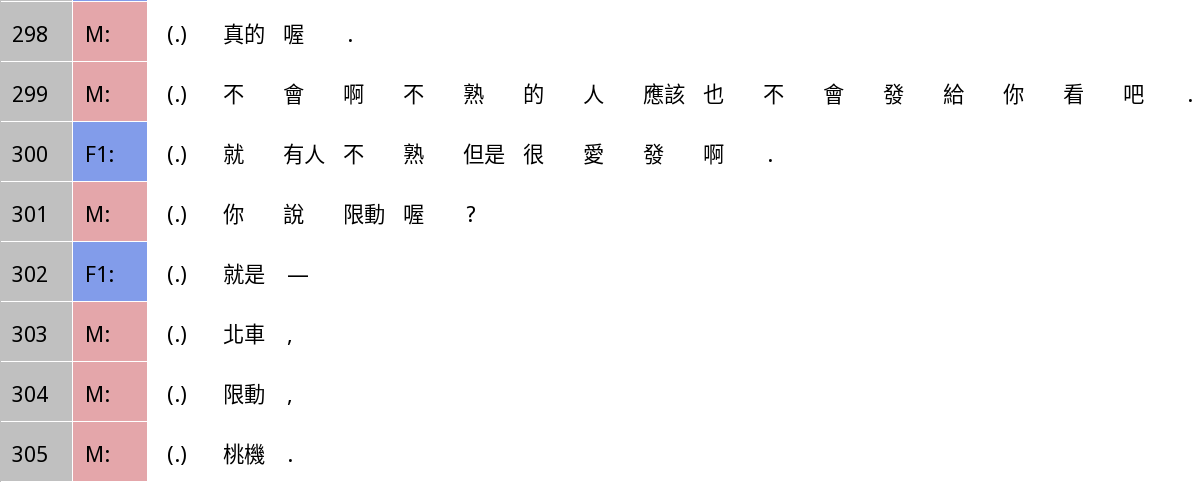 298 M: (.) 真的 喔 .
299 M: (.) 不 會 啊 不 熟 的 人 應該 也 不 會 發 給 你 看 吧 .
300 F1: (.) 就 有人 不 熟 但是 很 愛 發 啊 .
301 M: (.) 你 說 限動 喔 ?
302 F1: (.) 就是 —
303 M: (.) 北車 ,
304 M: (.) 限動 ,
305 M: (.) 桃機 .